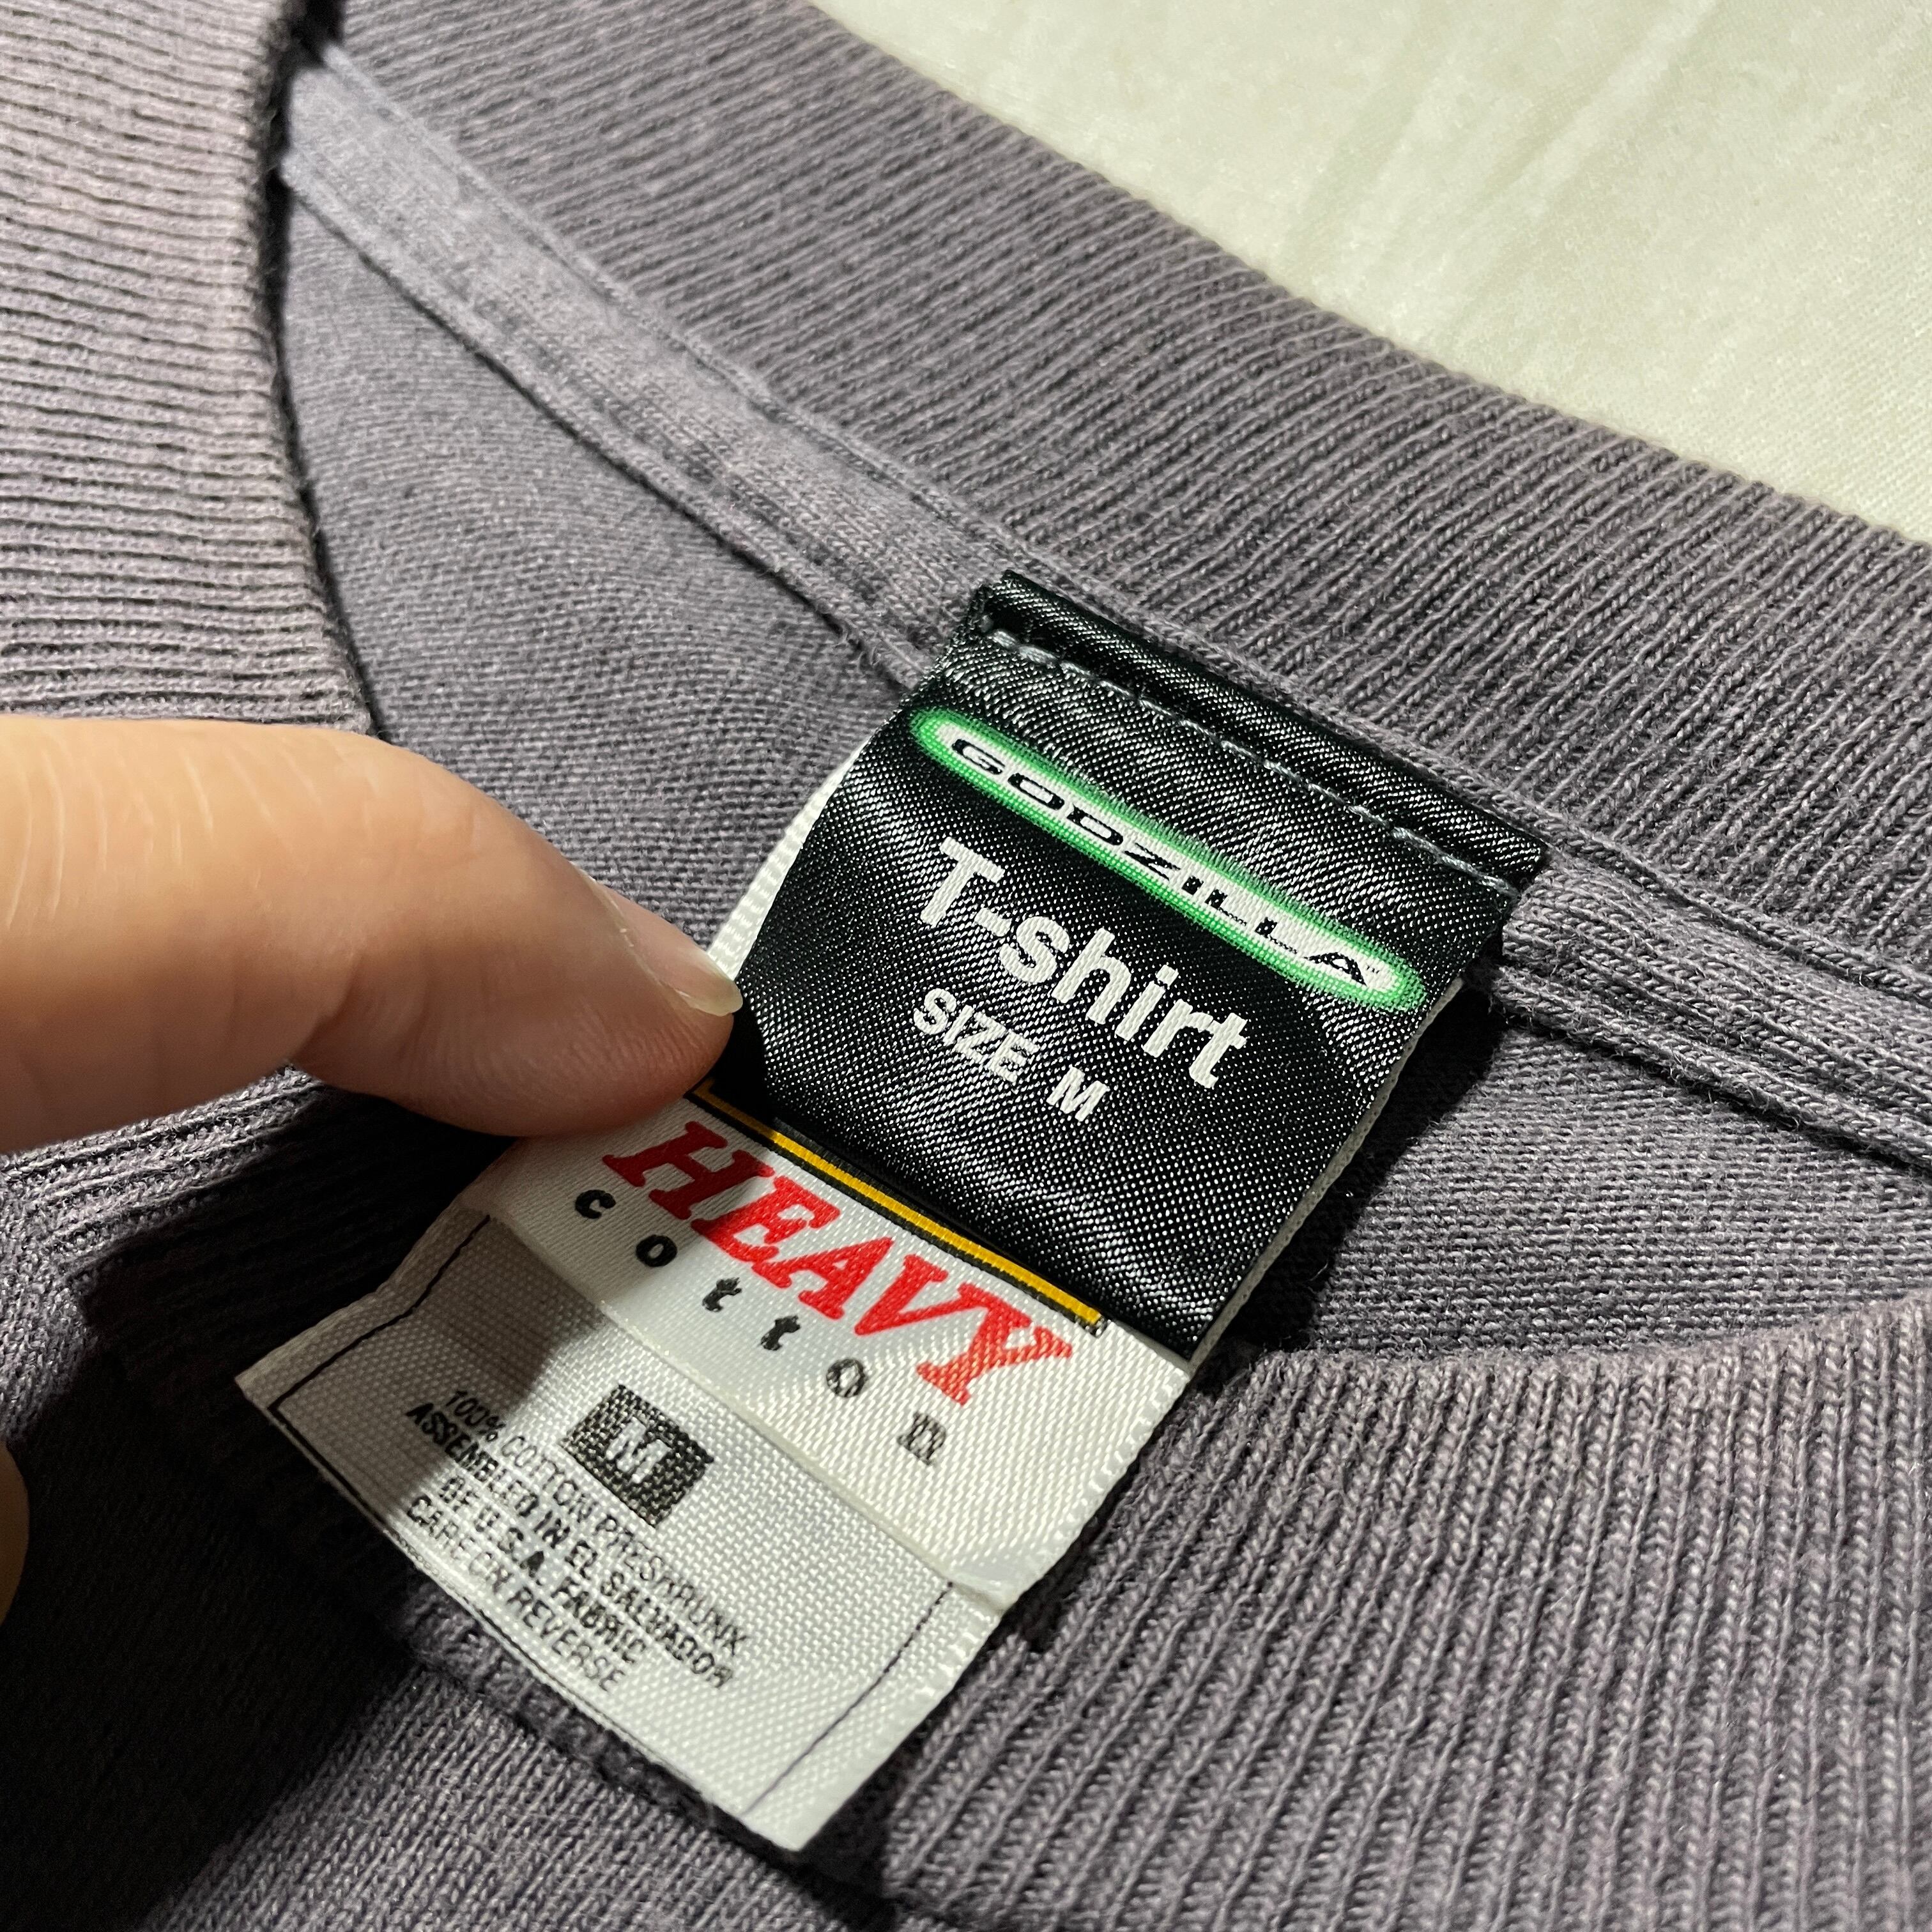 GODZILLA
T-shirt
SIZE M
HEAVY
cotton
M
100% COTTON PRESHRUNK
ASSEMBLED IN EL SALVADOR
OF U.S.A. FABRIC
CARE ON REVERSE